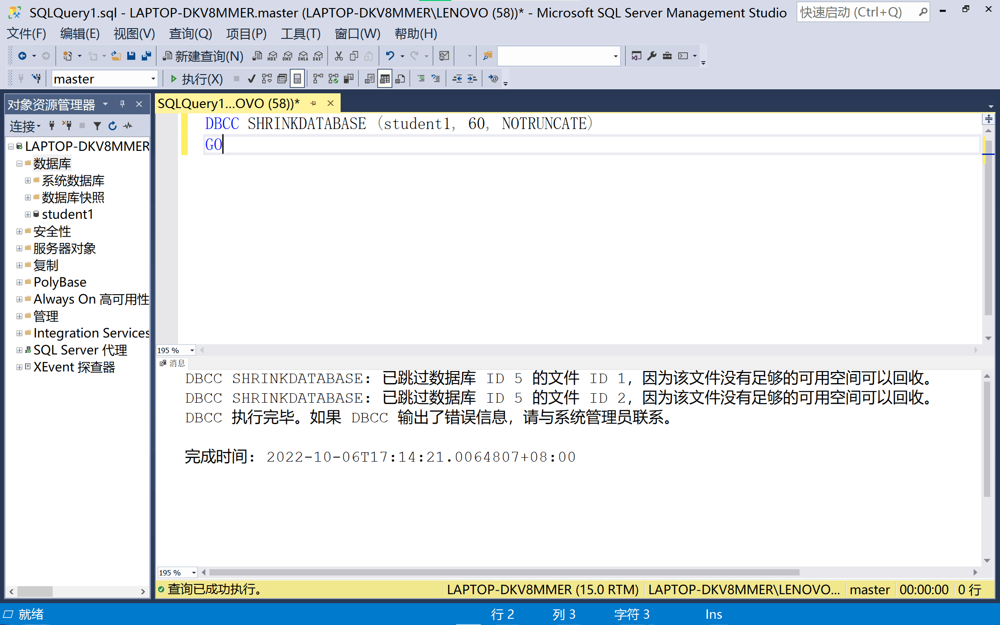 SQLQuery1.sql - LAPTOP-DKV8MMER.master (LAPTOP-DKV8MMER\LENOVO (58))* - Microsoft SQL Server Management Studio
快速启动 (Ctrl+Q)
文件(F) 编辑(E) 视图(V) 查询(Q) 项目(P) 工具(T) 窗口(W) 帮助(H)
新建查询(N) MDX DMX XMLA DAX
master 执行(X)
对象资源管理器
连接
LAPTOP-DKV8MMER
数据库
系统数据库
数据库快照
student1
安全性
服务器对象
复制
PolyBase
Always On 高可用性
管理
Integration Services
SQL Server 代理
XEvent 探查器
SQLQuery1...OVO (58))*
DBCC SHRINKDATABASE (student1, 60, NOTRUNCATE)
GO
195 %
消息
DBCC SHRINKDATABASE: 已跳过数据库 ID 5 的文件 ID 1，因为该文件没有足够的可用空间可以回收。
DBCC SHRINKDATABASE: 已跳过数据库 ID 5 的文件 ID 2，因为该文件没有足够的可用空间可以回收。
DBCC 执行完毕。如果 DBCC 输出了错误信息，请与系统管理员联系。
完成时间: 2022-10-06T17:14:21.0064807+08:00
195 %
查询已成功执行。 LAPTOP-DKV8MMER (15.0 RTM) LAPTOP-DKV8MMER\LENOVO... master 00:00:00 0 行
就绪 行 2 列 3 字符 3 Ins